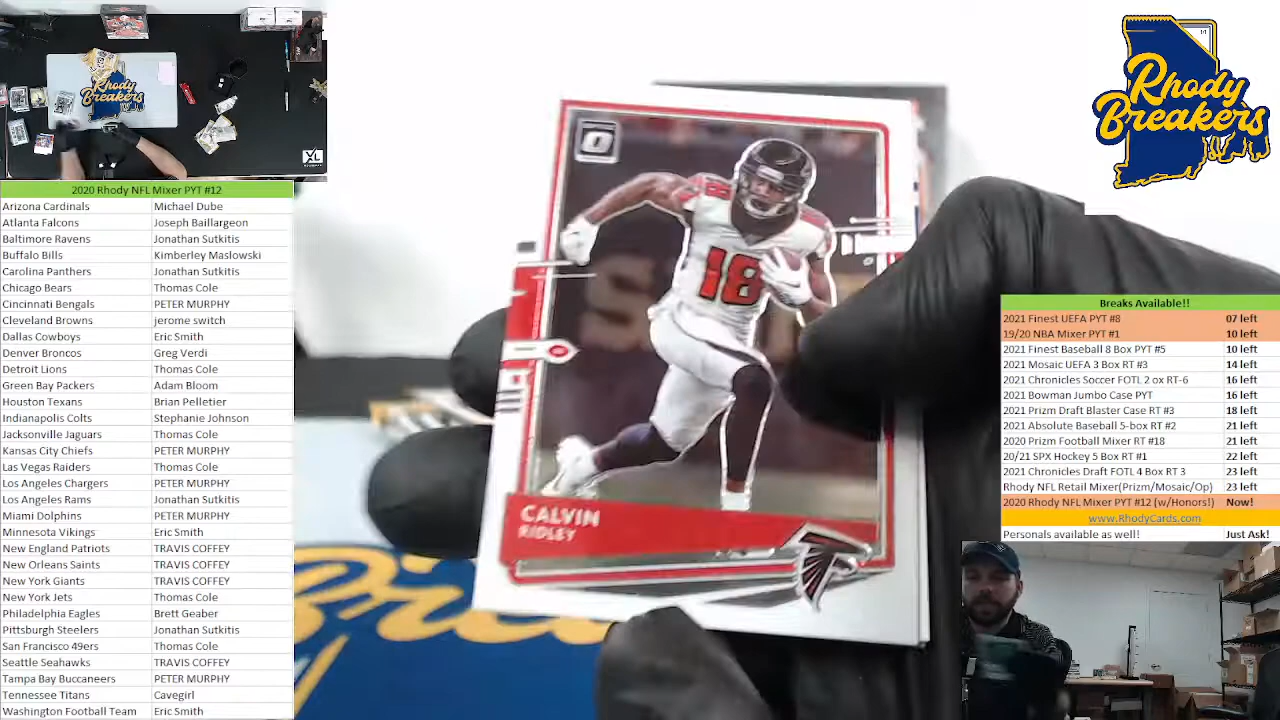 2020 Rhody NFL Mixer PYT #12
Arizona Cardinals Michael Dube
Atlanta Falcons Joseph Baillargeon
Baltimore Ravens Jonathan Sutkitis
Buffalo Bills Kimberley Maslowski
Carolina Panthers Jonathan Sutkitis
Chicago Bears Thomas Cole
Cincinnati Bengals PETER MURPHY
Cleveland Browns jerome switch
Dallas Cowboys Eric Smith
Denver Broncos Greg Verdi
Detroit Lions Thomas Cole
Green Bay Packers Adam Bloom
Houston Texans Brian Pelletier
Indianapolis Colts Stephanie Johnson
Jacksonville Jaguars Thomas Cole
Kansas City Chiefs PETER MURPHY
Las Vegas Raiders Thomas Cole
Los Angeles Chargers PETER MURPHY
Los Angeles Rams Jonathan Sutkitis
Miami Dolphins PETER MURPHY
Minnesota Vikings Eric Smith
New England Patriots TRAVIS COFFEY
New Orleans Saints TRAVIS COFFEY
New York Giants TRAVIS COFFEY
New York Jets Thomas Cole
Philadelphia Eagles Brett Geaber
Pittsburgh Steelers Jonathan Sutkitis
San Francisco 49ers Thomas Cole
Seattle Seahawks TRAVIS COFFEY
Tampa Bay Buccaneers PETER MURPHY
Tennessee Titans Cavegirl
Washington Football Team Eric Smith
Rhody
Breakers
XL
18
18
CALVIN
RIDLEY
1/1
Rhody
Breakers
Breaks Available!!
2021 Finest UEFA PYT #8 07 left
19/20 NBA Mixer PYT #1 10 left
2021 Finest Baseball 8 Box PYT #5 10 left
2021 Mosaic UEFA 3 Box RT #3 14 left
2021 Chronicles Soccer FOTL 2 ox RT-6 16 left
2021 Bowman Jumbo Case PYT 16 left
2021 Prizm Draft Blaster Case RT #3 18 left
2021 Absolute Baseball 5-box RT #2 21 left
2020 Prizm Football Mixer RT #18 21 left
20/21 SPX Hockey 5 Box RT #1 22 left
2021 Chronicles Draft FOTL 4 Box RT 3 23 left
Rhody NFL Retail Mixer(Prizm/Mosaic/Op) 23 left
2020 Rhody NFL Mixer PYT #12 (w/Honors!) Now!
www.RhodyCards.com
Personals available as well! Just Ask!